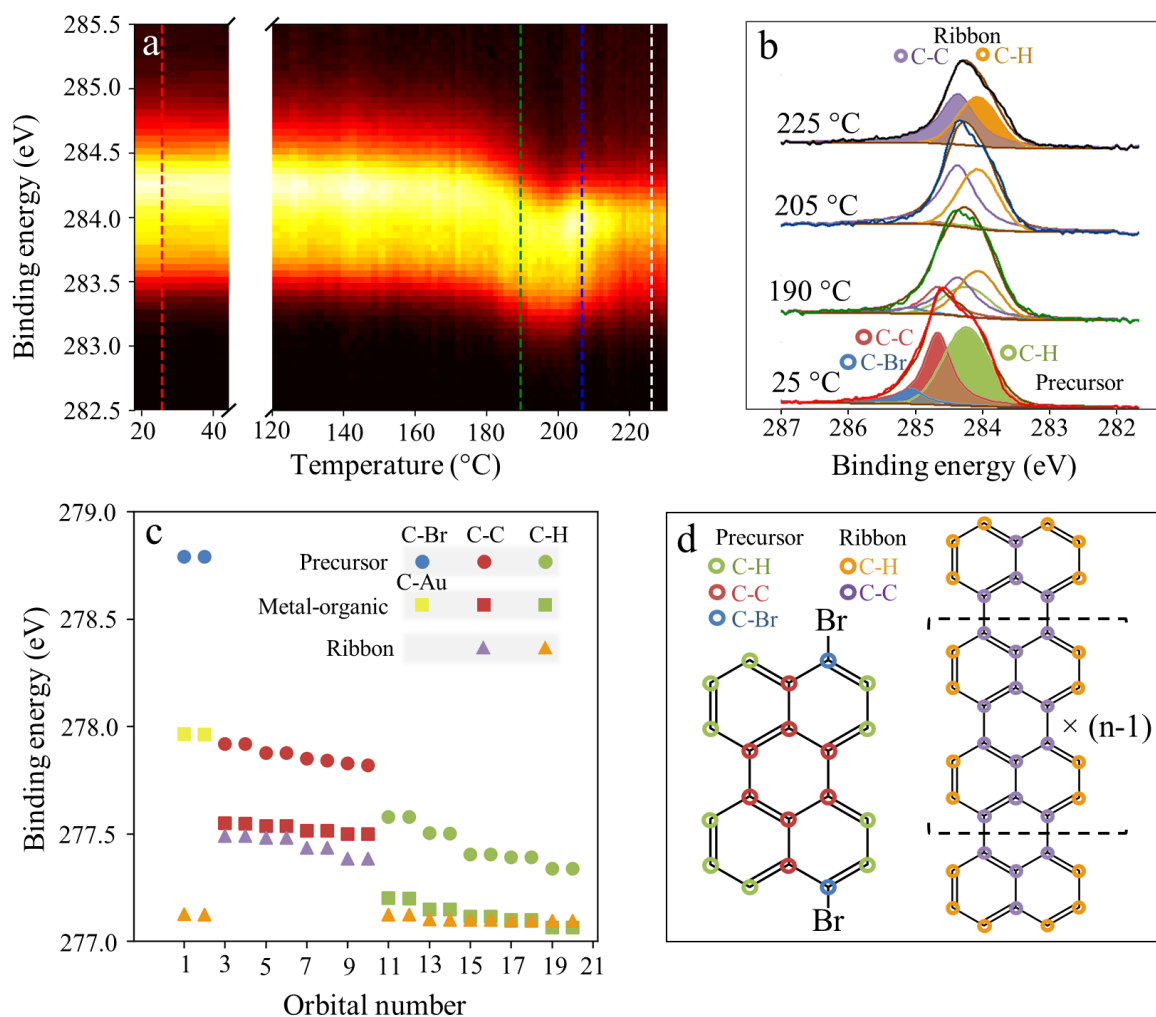 a
285.5
285.0
284.5
284.0
283.5
283.0
282.5
Binding energy (eV)
20 40 120 140 160 180 200 220
Temperature (°C)
b
Ribbon
C-C C-H
225 °C
205 °C
190 °C
C-C
C-Br
C-H
25 °C
Precursor
287 286 285 284 283 282
Binding energy (eV)
c
279.0
278.5
278.0
277.5
277.0
Binding energy (eV)
C-Br C-C C-H
Precursor
C-Au
Metal-organic
Ribbon
1 3 5 7 9 11 13 15 17 19 21
Orbital number
d
Precursor Ribbon
C-H C-H
C-C C-C
C-Br
Br
Br
× (n-1)